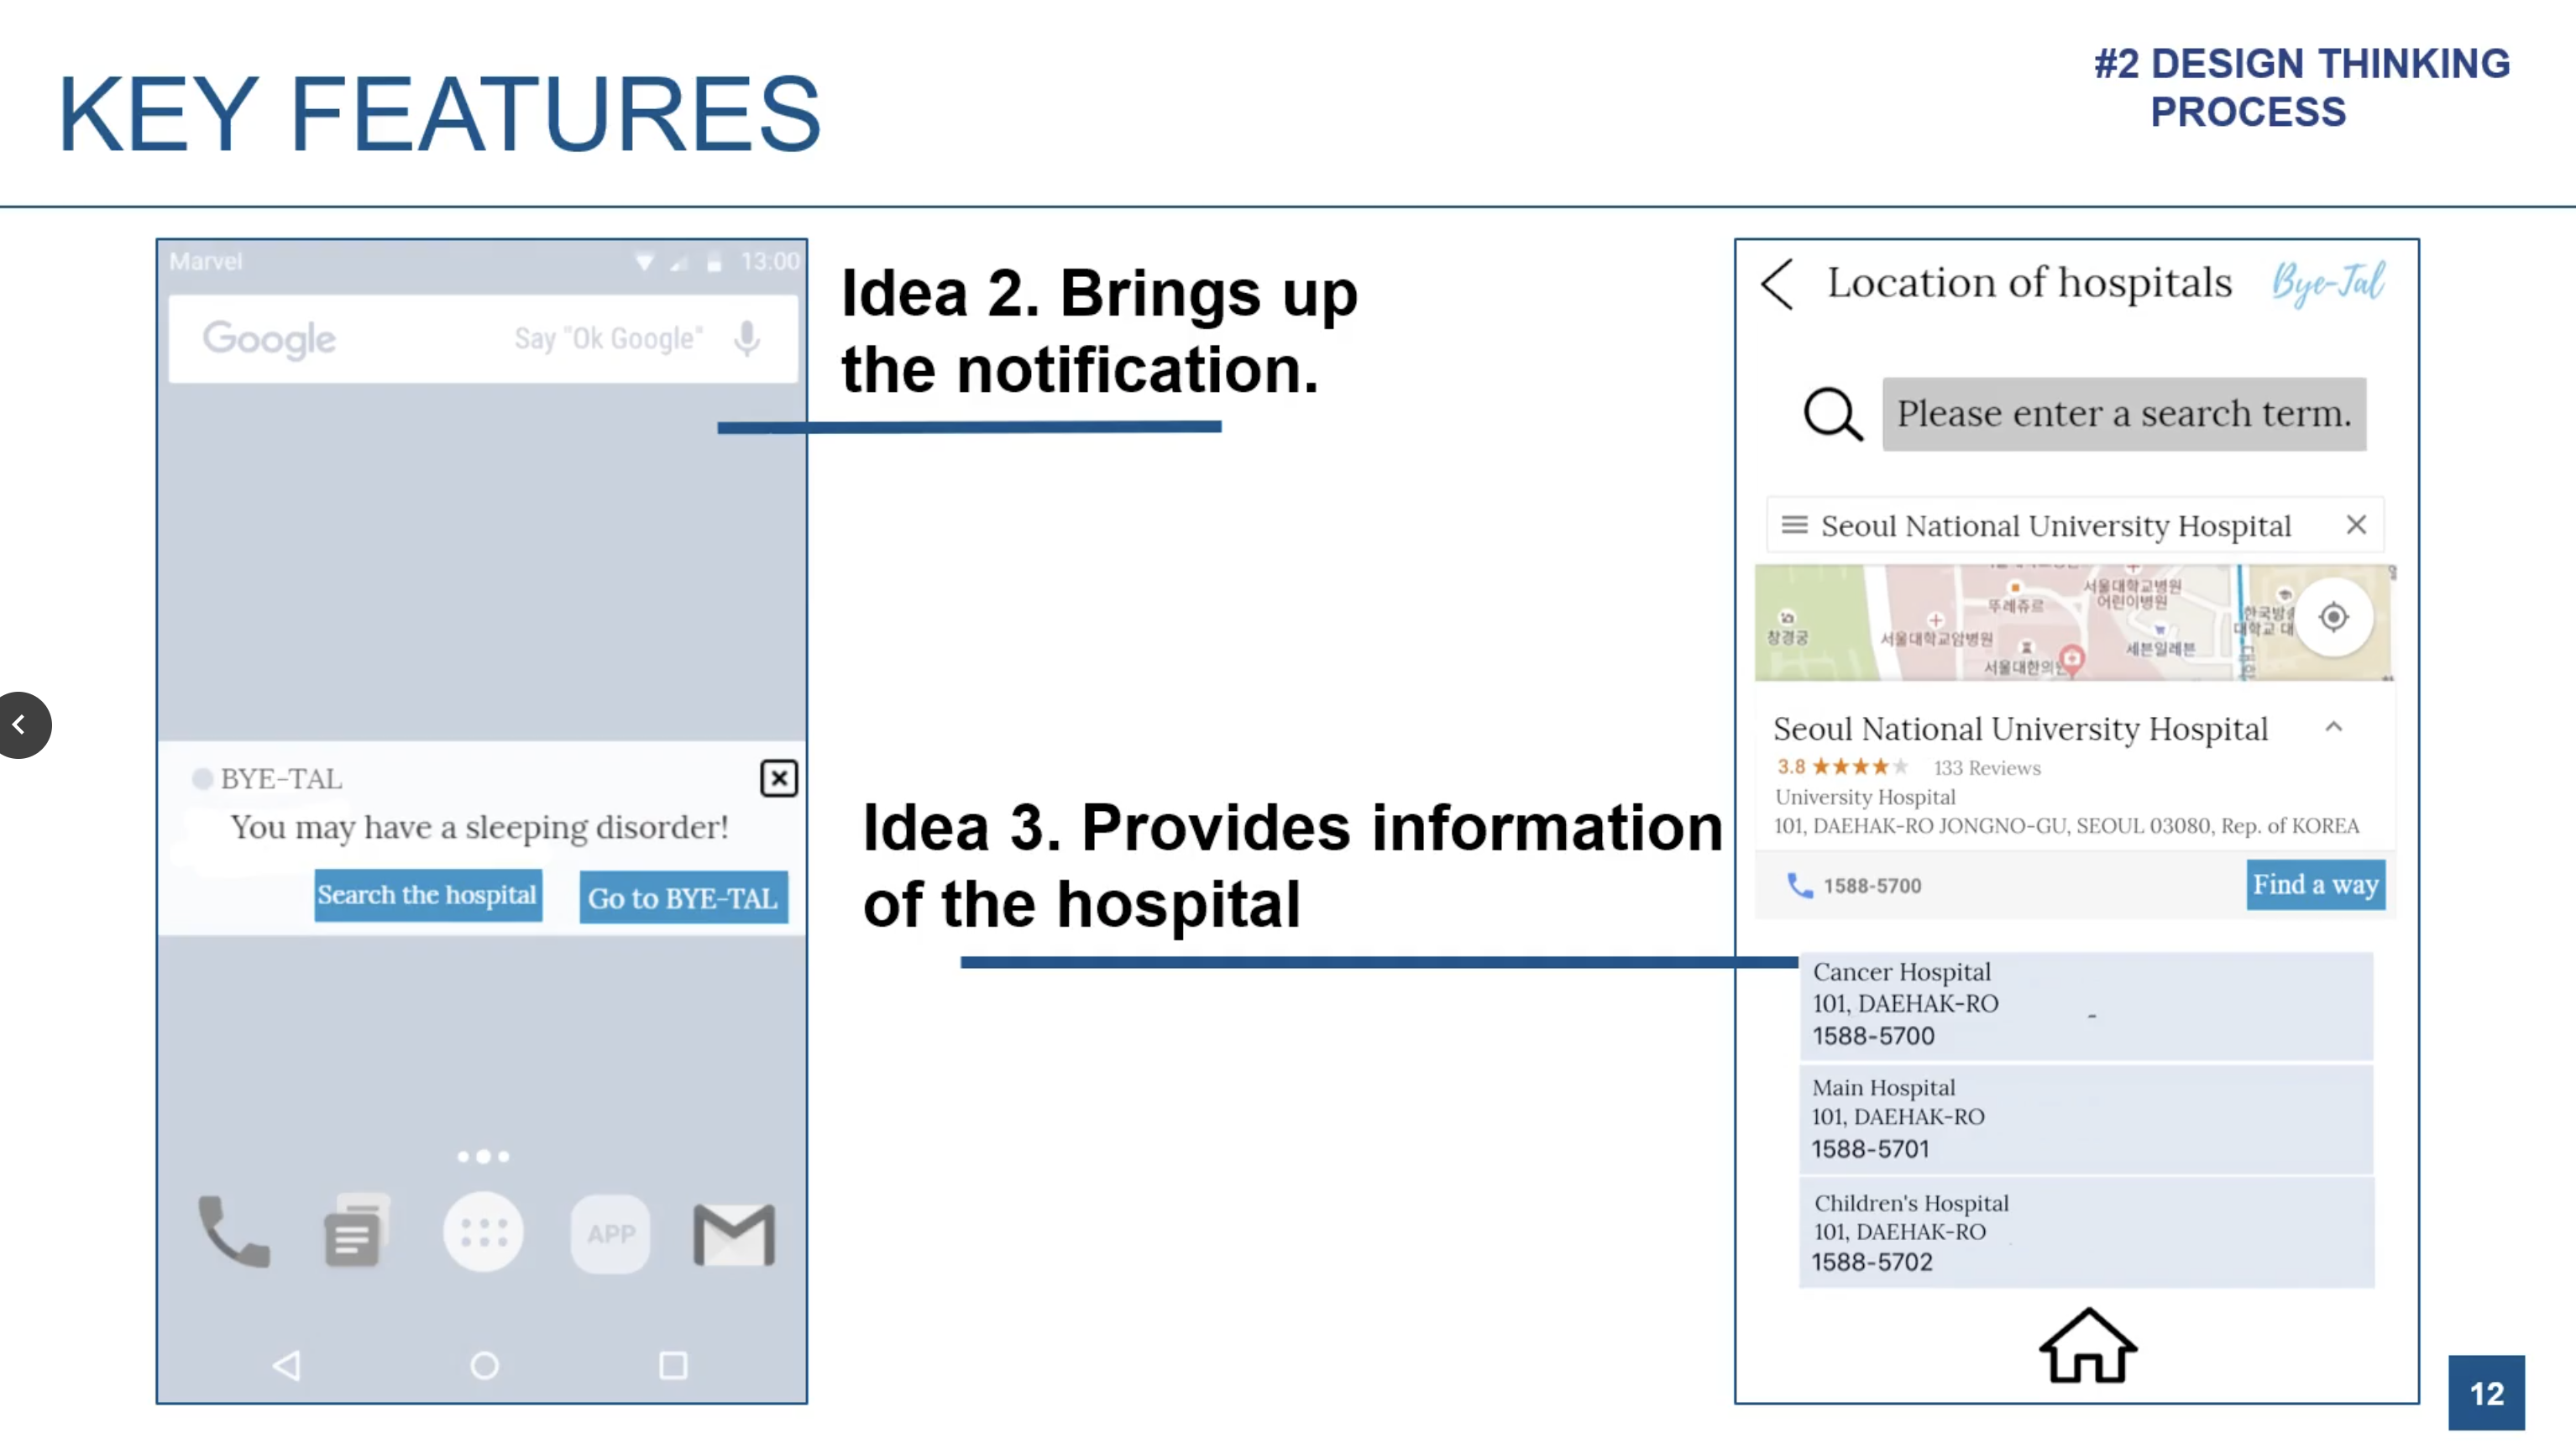 KEY FEATURES
#2 DESIGN THINKING
PROCESS
Marvel
13:00
Google
Say "Ok Google"
BYE-TAL
You may have a sleeping disorder!
Search the hospital
Go to BYE-TAL
APP
Idea 2. Brings up
the notification.
Idea 3. Provides information
of the hospital
Location of hospitals
Bye-Tal
Please enter a search term.
Seoul National University Hospital
서울대학교병원
어린이병원
뚜레쥬르
창경궁
서울대학교암병원
세븐일레븐
서울대한의원
Seoul National University Hospital
3.8
133 Reviews
University Hospital
101, DAEHAK-RO JONGNO-GU, SEOUL 03080, Rep. of KOREA
1588-5700
Find a way
Cancer Hospital
101, DAEHAK-RO
1588-5700
Main Hospital
101, DAEHAK-RO
1588-5701
Children's Hospital
101, DAEHAK-RO
1588-5702
12